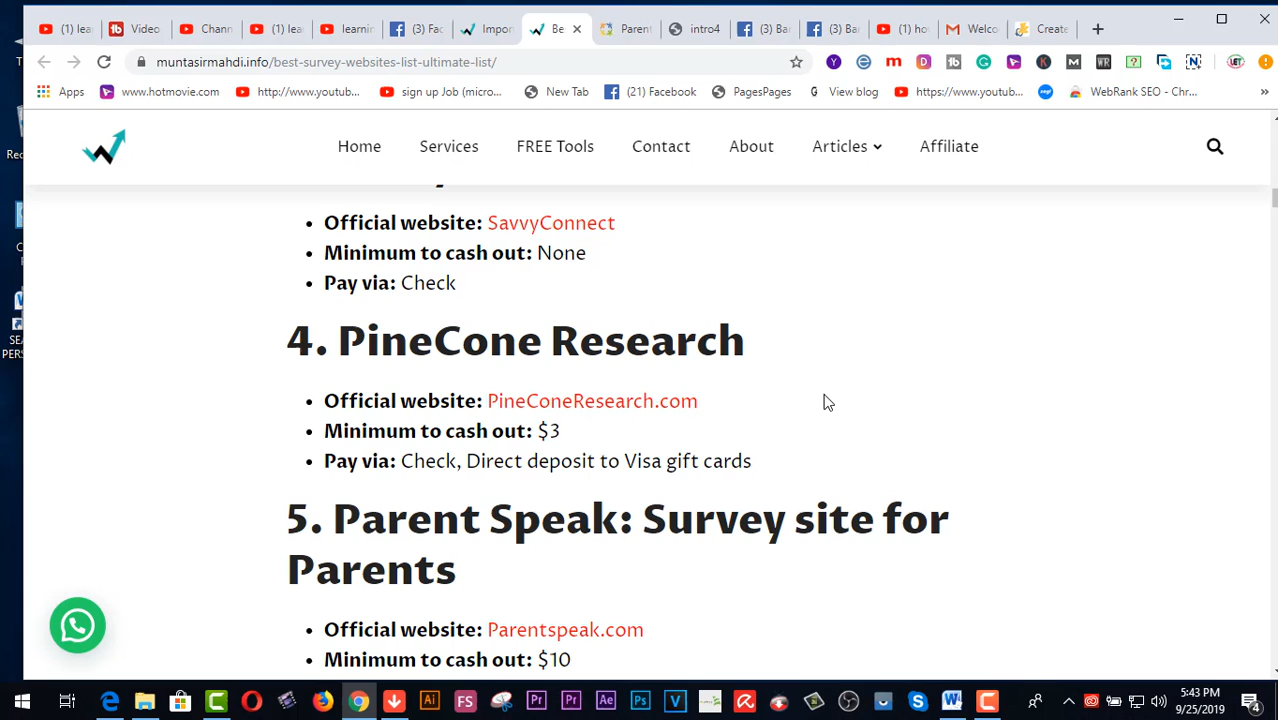 (1) lea
Video
Chann
(1) lea
learnin
(3) Fac
Impor
Be
Parent
intro4
(3) Bar
(3) Bar
(1) ho
Welco
Create
muntasirmahdi.info/best-survey-websites-list-ultimate-list/
Apps
www.hotmovie.com
http://www.youtub...
sign up Job (micro...
New Tab
(21) Facebook
PagesPages
View blog
https://www.youtub...
WebRank SEO - Chr...
Home
Services
FREE Tools
Contact
About
Articles
Affiliate
• Official website: SavvyConnect
• Minimum to cash out: None
• Pay via: Check
4. PineCone Research
• Official website: PineConeResearch.com
• Minimum to cash out: $3
• Pay via: Check, Direct deposit to Visa gift cards
5. Parent Speak: Survey site for
Parents
• Official website: Parentspeak.com
• Minimum to cash out: $10
5:43 PM
9/25/2019